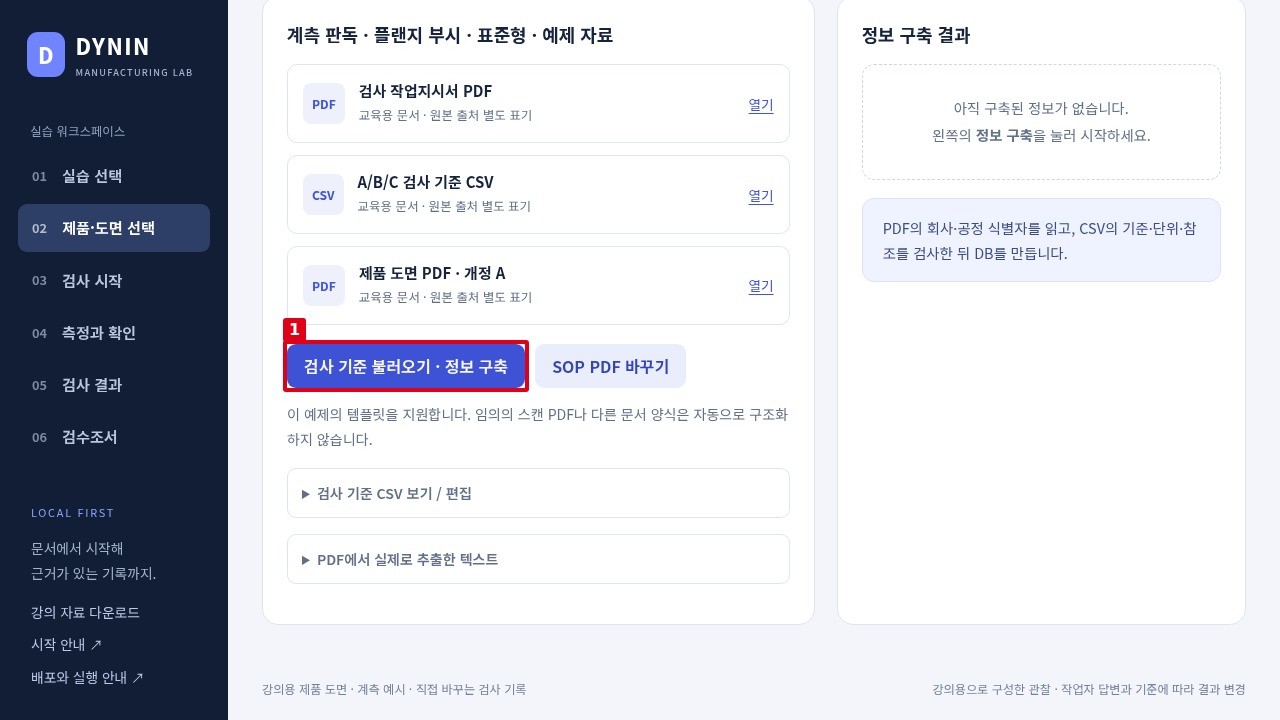 D
DYNIN
MANUFACTURING LAB
실습 워크스페이스
01 실습 선택
02 제품·도면 선택
03 검사 시작
04 측정과 확인
05 검사 결과
06 검수조서
LOCAL FIRST
문서에서 시작해
근거가 있는 기록까지.
강의 자료 다운로드
시작 안내 ↗
배포와 실행 안내 ↗
계측 판독 · 플랜지 부시 · 표준형 · 예제 자료
PDF
검사 작업지시서 PDF
교육용 문서 · 원본 출처 별도 표기
열기
CSV
A/B/C 검사 기준 CSV
교육용 문서 · 원본 출처 별도 표기
열기
PDF
제품 도면 PDF · 개정 A
교육용 문서 · 원본 출처 별도 표기
열기
1
검사 기준 불러오기 · 정보 구축
SOP PDF 바꾸기
이 예제의 템플릿을 지원합니다. 임의의 스캔 PDF나 다른 문서 양식은 자동으로 구조화
하지 않습니다.
▶ 검사 기준 CSV 보기 / 편집
▶ PDF에서 실제로 추출한 텍스트
정보 구축 결과
아직 구축된 정보가 없습니다.
왼쪽의 정보 구축을 눌러 시작하세요.
PDF의 회사·공정 식별자를 읽고, CSV의 기준·단위·참
조를 검사한 뒤 DB를 만듭니다.
강의용 제품 도면 · 계측 예시 · 직접 바꾸는 검사 기록
강의용으로 구성한 관찰 · 작업자 답변과 기준에 따라 결과 변경